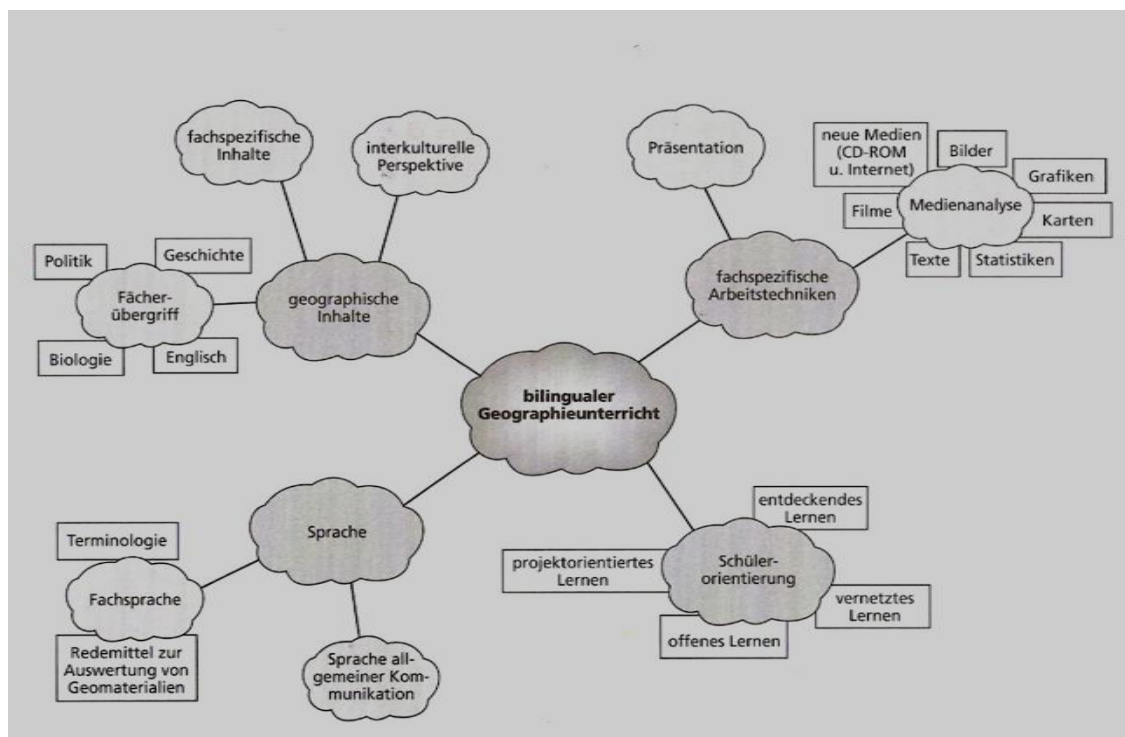 fachspezifische
Inhalte
interkulturelle
Perspektive
Politik
Geschichte
Fächer-
übergriff
Biologie
Englisch
geographische
Inhalte
Präsentation
neue Medien
(CD-ROM
u. Internet)
Bilder
Grafiken
Filme
Medienanalyse
Karten
Texte
Statistiken
fachspezifische
Arbeitstechniken
bilingualer
Geographieunterricht
Sprache
Terminologie
Fachsprache
Redemittel zur
Auswertung von
Geomaterialien
Sprache all-
gemeiner Kom-
munikation
entdeckendes
Lernen
projektorientiertes
Lernen
Schüler-
orientierung
vernetztes
Lernen
offenes Lernen